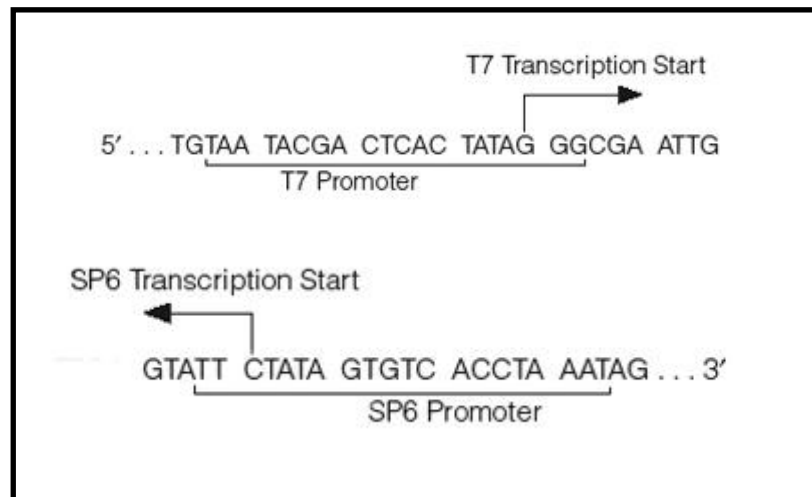 T7 Transcription Start
5′ . . . TGTAA TACGA CTCAC TATAG GGCGA ATTG
T7 Promoter
SP6 Transcription Start
GTATT CTATA GTGTC ACCTA AATAG . . . 3′
SP6 Promoter